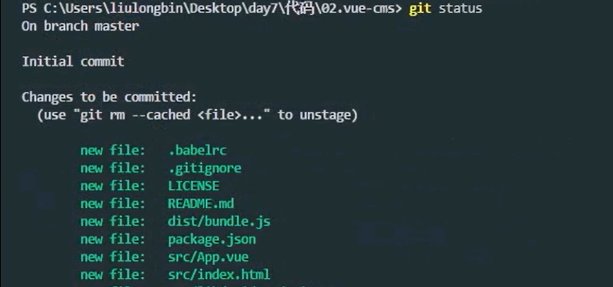 PS C:\Users\liulongbin\Desktop\day7\代码\02.vue-cms> git status
On branch master
Initial commit
Changes to be committed:
(use "git rm --cached <file>..." to unstage)
new file: .babelrc
new file: .gitignore
new file: LICENSE
new file: README.md
new file: dist/bundle.js
new file: package.json
new file: src/App.vue
new file: src/index.html